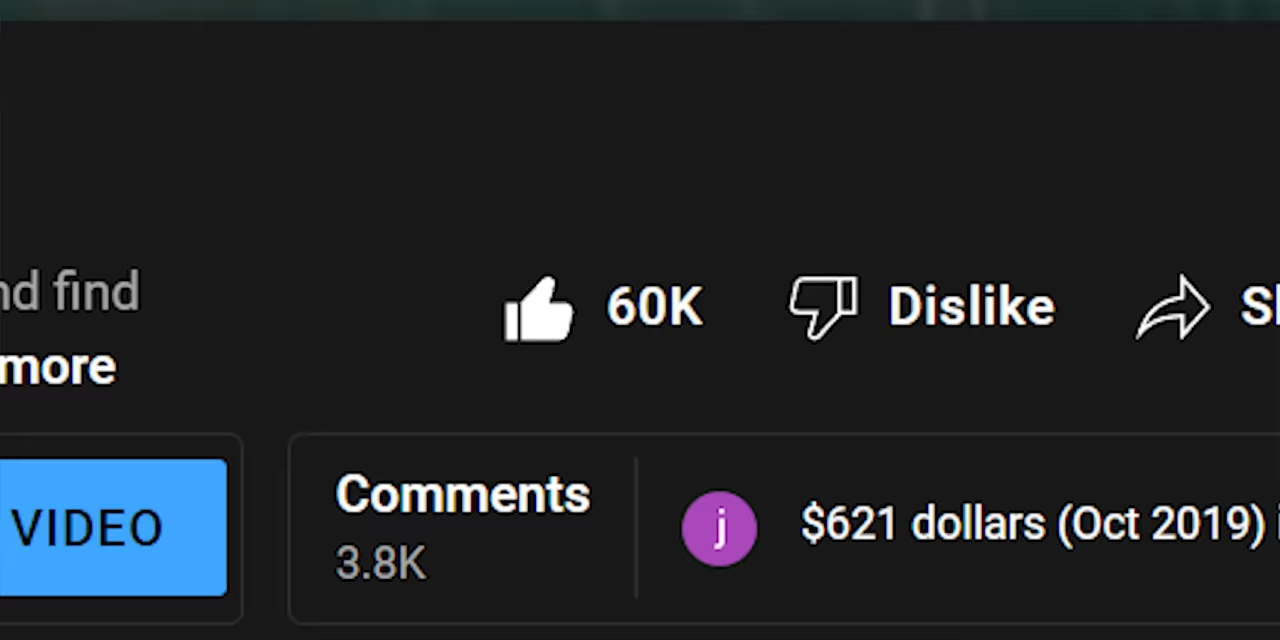 nd find
more
60K
Dislike
VIDEO
Comments
3.8K
j
$621 dollars (Oct 2019)